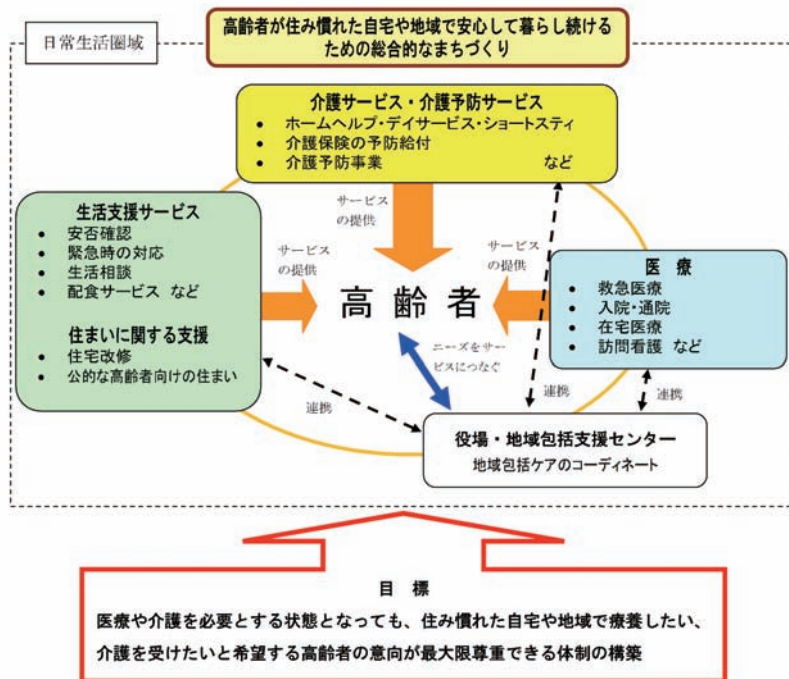 高齢者が住み慣れた自宅や地域で安心して暮らし続ける
ための総合的なまちづくり
日常生活圏域
介護サービス・介護予防サービス
• ホームヘルプ・デイサービス・ショートスティ
• 介護保険の予防給付
• 介護予防事業 など
生活支援サービス
• 安否確認
• 緊急時の対応
• 生活相談
• 配食サービス など
住まいに関する支援
• 住宅改修
• 公的な高齢者向けの住まい
サービス
の提供
サービス
の提供
サービス
の提供
医 療
• 救急医療
• 入院・通院
• 在宅医療
• 訪問看護 など
高 齢 者
ニーズをサー
ビスにつなぐ
連携
連携
連携
役場・地域包括支援センター
地域包括ケアのコーディネート
目 標
医療や介護を必要とする状態となっても、住み慣れた自宅や地域で療養したい、
介護を受けたいと希望する高齢者の意向が最大限尊重できる体制の構築